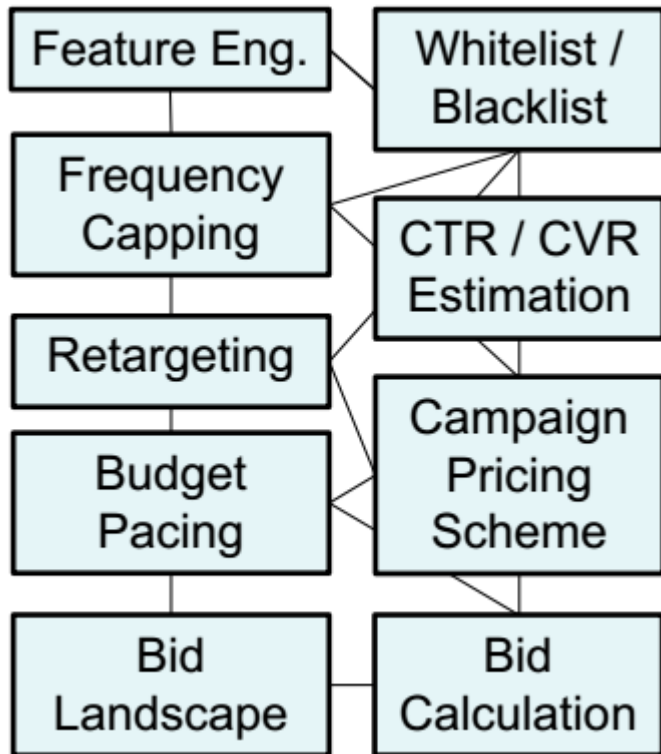 Feature Eng.
Whitelist /
Blacklist
Frequency
Capping
CTR / CVR
Estimation
Retargeting
Campaign
Pricing
Scheme
Budget
Pacing
Bid
Landscape
Bid
Calculation